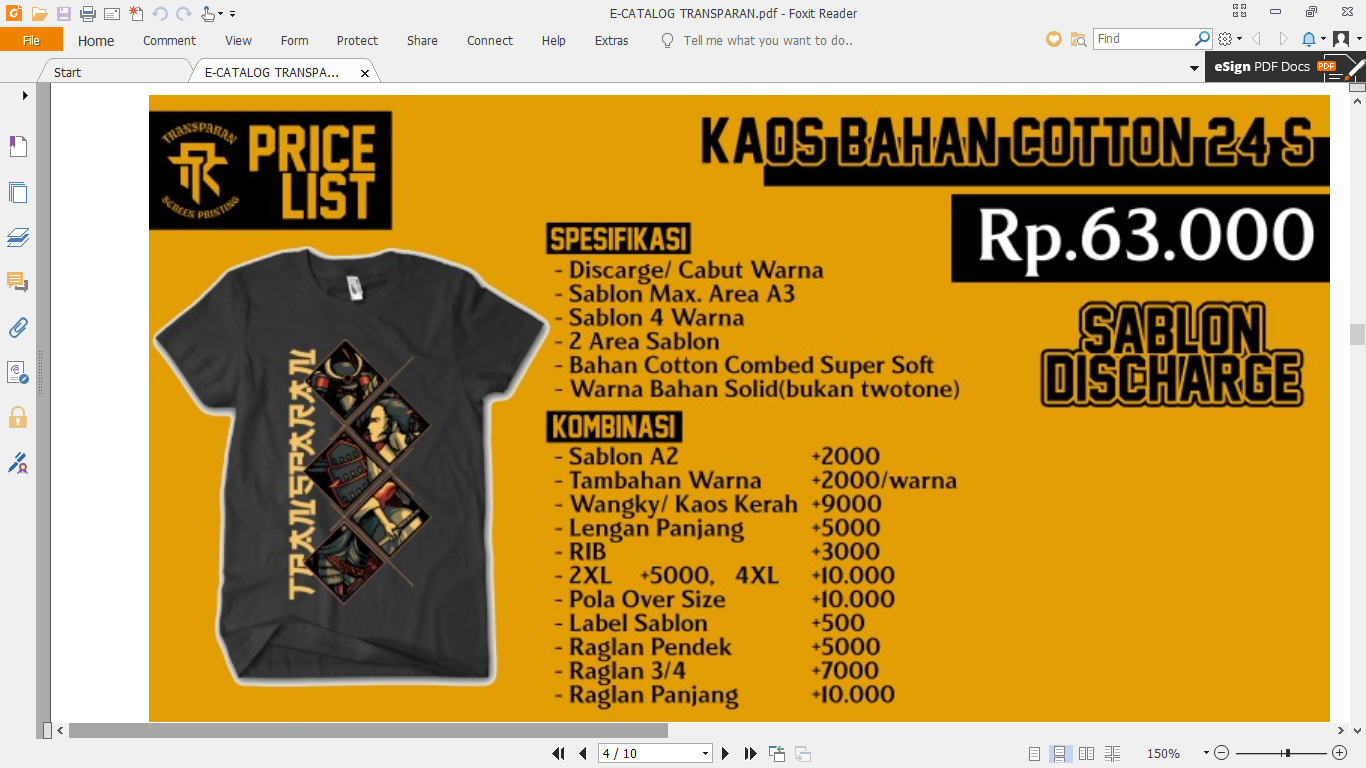 E-CATALOG TRANSPARAN.pdf - Foxit Reader
File Home Comment View Form Protect Share Connect Help Extras Tell me what you want to do.. Find
Start E-CATALOG TRANSPA... eSign PDF Docs PDF
TRANSPARAN
SCREEN PRINTING
PRICE
LIST
KAOS BAHAN COTTON 24 S
Rp.63.000
SPESIFIKASI
- Discarge/ Cabut Warna
- Sablon Max. Area A3
- Sablon 4 Warna
- 2 Area Sablon
- Bahan Cotton Combed Super Soft
- Warna Bahan Solid(bukan twotone)
SABLON
DISCHARGE
KOMBINASI
- Sablon A2 +2000
- Tambahan Warna +2000/warna
- Wangky/ Kaos Kerah +9000
- Lengan Panjang +5000
- RIB +3000
- 2XL +5000, 4XL +10.000
- Pola Over Size +10.000
- Label Sablon +500
- Raglan Pendek +5000
- Raglan 3/4 +7000
- Raglan Panjang +10.000
TRANSPARAN
4 / 10
150%